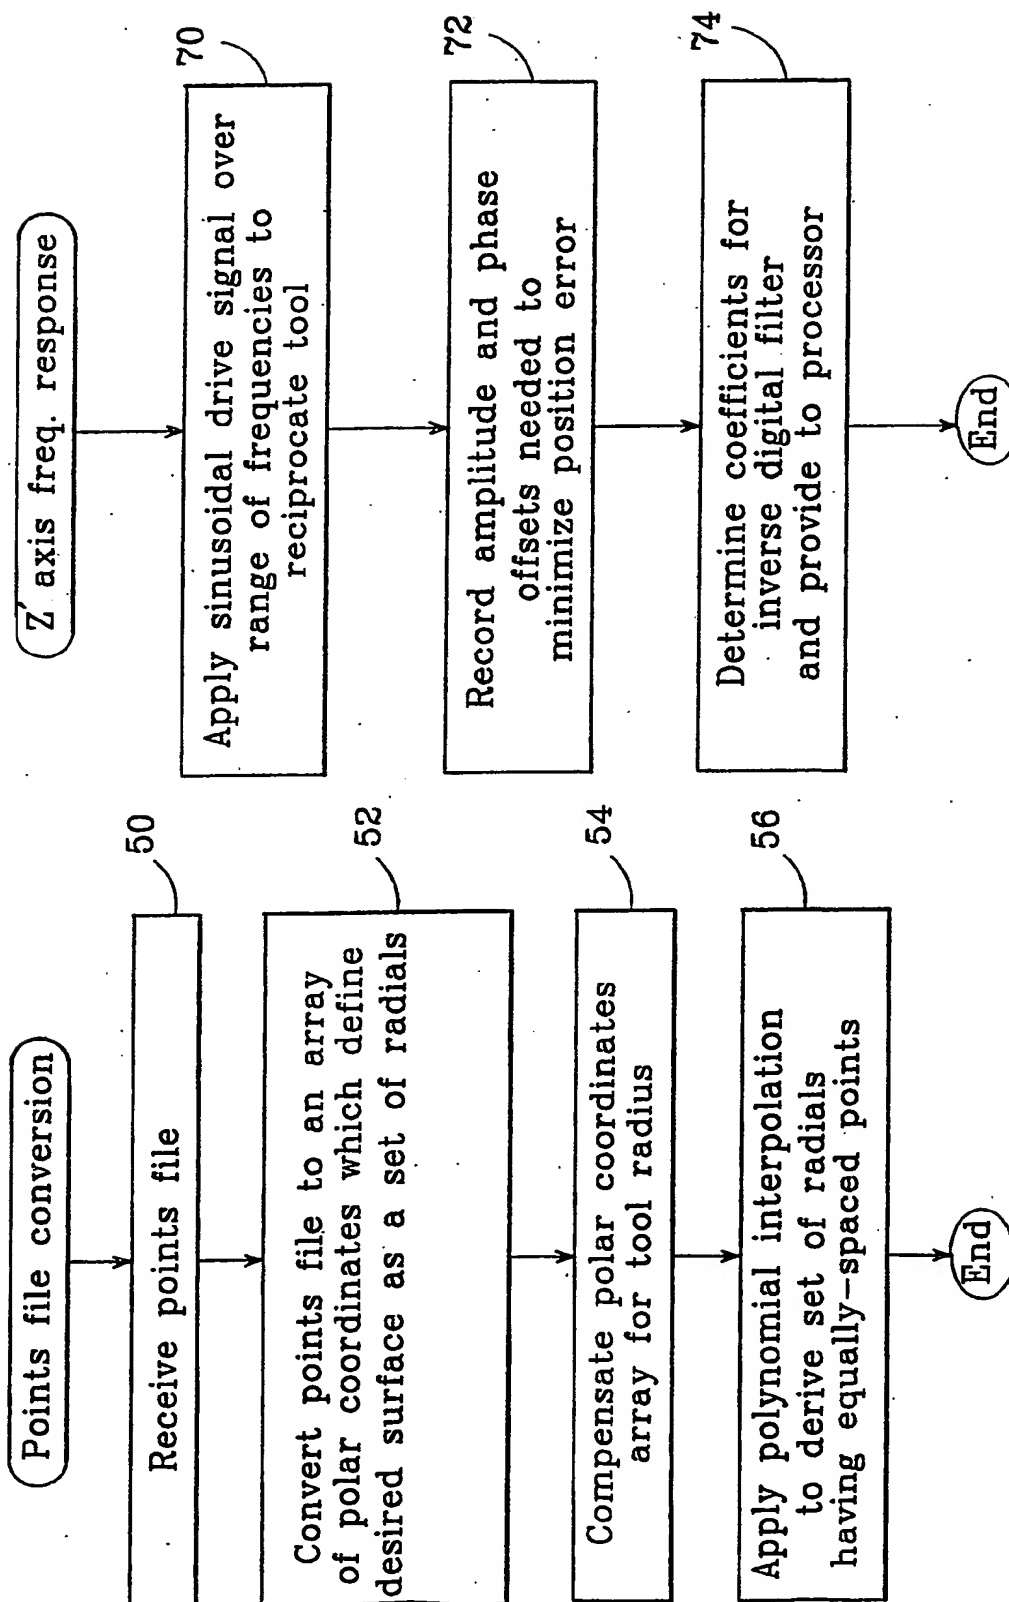 Points file conversion
50
Receive points file
52
Convert points file to an array
of polar coordinates which define
desired surface as a set of radials
54
Compensate polar coordinates
array for tool radius
56
Apply polynomial interpolation
to derive set of radials
having equally-spaced points
End
Z' axis freq. response
70
Apply sinusoidal drive signal over
range of frequencies to
reciprocate tool
72
Record amplitude and phase
offsets needed to
minimize position error
74
Determine coefficients for
inverse digital filter
and provide to processor
End